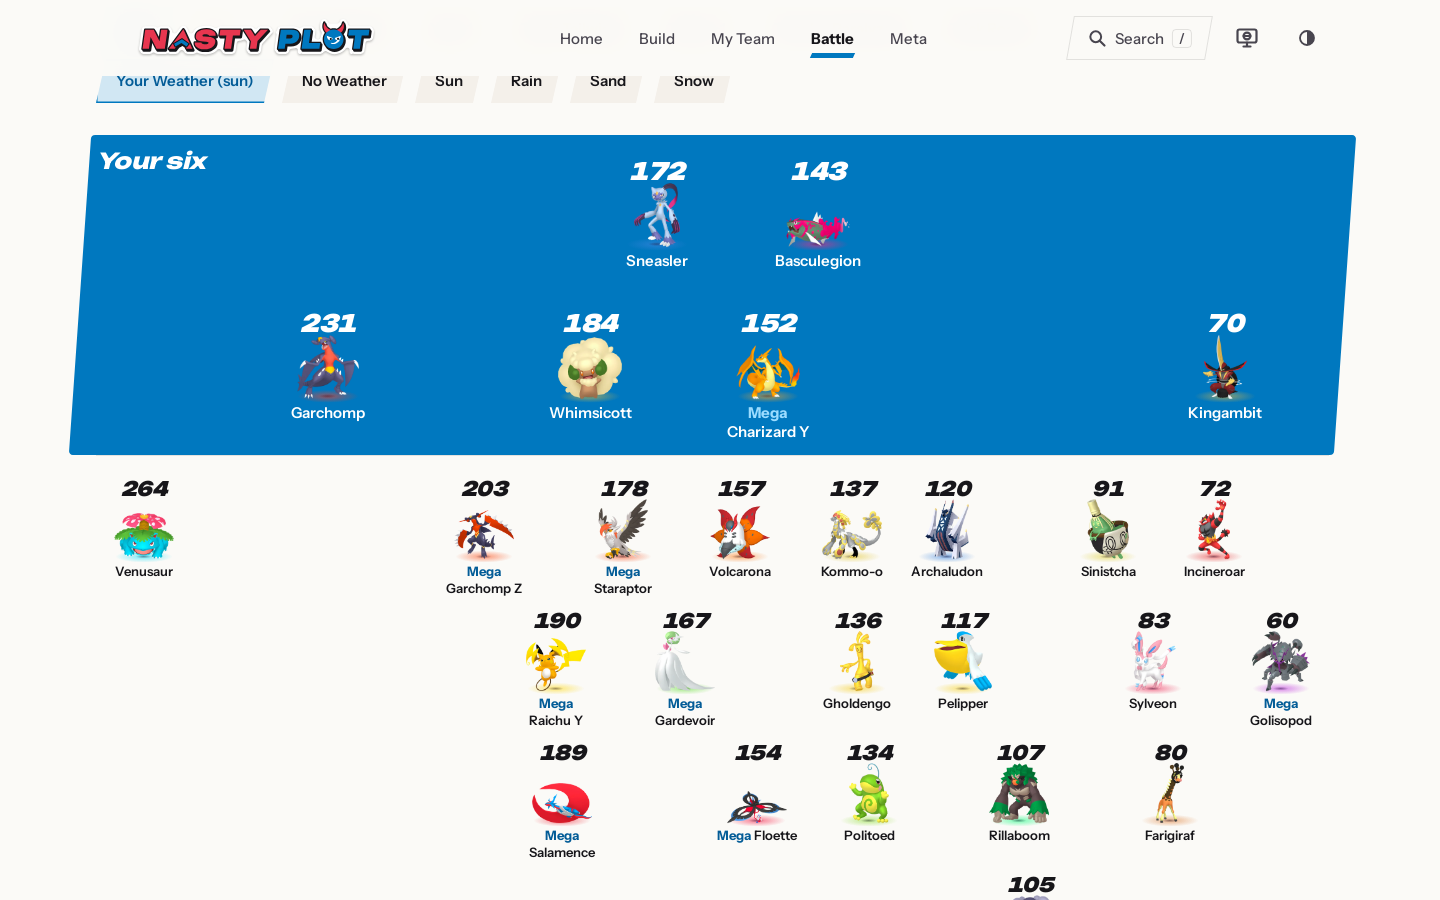 NASTY PLOT
Home
Build
My Team
Battle
Meta
Search /
Your Weather (sun)
No Weather
Sun
Rain
Sand
Snow
Your six
172
Sneasler
143
Basculegion
231
Garchomp
184
Whimsicott
152
Mega
Charizard Y
70
Kingambit
264
Venusaur
203
Mega
Garchomp Z
178
Mega
Staraptor
157
Volcarona
137
Kommo-o
120
Archaludon
91
Sinistcha
72
Incineroar
190
Mega
Raichu Y
167
Mega
Gardevoir
136
Gholdengo
117
Pelipper
83
Sylveon
60
Mega
Golisopod
189
Mega
Salamence
154
Mega Floette
134
Politoed
107
Rillaboom
80
Farigiraf
105